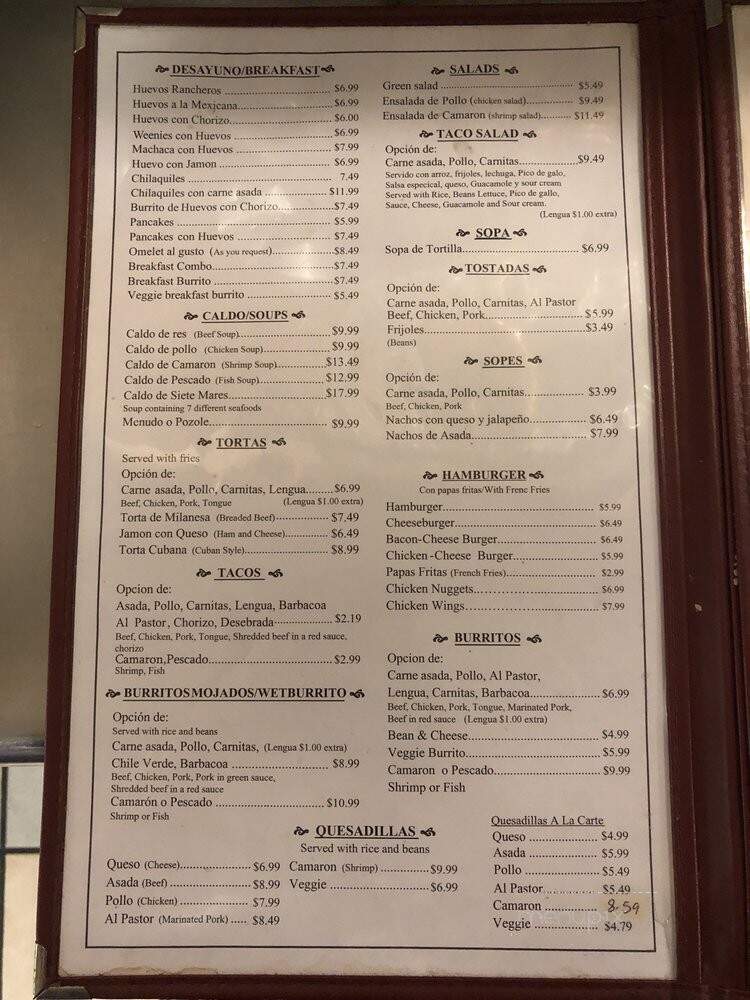 DESAYUNO/BREAKFAST
Huevos Rancheros $6.99
Huevos a la Mexicana $6.99
Huevos con Chorizo $6.00
Weenies con Huevos $6.99
Machaca con Huevos $7.99
Huevo con Jamon $6.99
Chilaquiles 7.49
Chilaquiles con carne asada $11.99
Burrito de Huevos con Chorizo $7.49
Pancakes $5.99
Pancakes con Huevos $7.49
Omelet al gusto (As you request) $8.49
Breakfast Combo $7.49
Breakfast Burrito $7.49
Veggie breakfast burrito $5.49
CALDO/SOUPS
Caldo de res (Beef Soup) $9.99
Caldo de pollo (Chicken Soup) $9.99
Caldo de Camaron (Shrimp Soup) $13.49
Caldo de Pescado (Fish Soup) $12.99
Caldo de Siete Mares $17.99
Soup containing 7 different seafoods
Menudo o Pozole $9.99
TORTAS
Served with fries
Opción de:
Carne asada, Pollo, Carnitas, Lengua $6.99
Beef, Chicken, Pork, Tongue (Lengua $1.00 extra)
Torta de Milanesa (Breaded Beef) $7.49
Jamon con Queso (Ham and Cheese) $6.49
Torta Cubana (Cuban Style) $8.99
TACOS
Opcion de:
Asada, Pollo, Carnitas, Lengua, Barbacoa
Al Pastor, Chorizo, Desebrada $2.19
Beef, Chicken, Pork, Tongue, Shredded beef in a red sauce,
chorizo
Camaron,Pescado $2.99
Shrimp, Fish
BURRITOS MOJADOS/WETBURRITO
Opción de:
Served with rice and beans
Carne asada, Pollo, Carnitas, (Lengua $1.00 extra)
Chile Verde, Barbacoa $8.99
Beef, Chicken, Pork, Pork in green sauce,
Shredded beef in a red sauce
Camarón o Pescado $10.99
Shrimp or Fish
SALADS
Green salad $5.49
Ensalada de Pollo (chicken salad) $9.49
Ensalada de Camaron (shrimp salad) $11.49
TACO SALAD
Opción de:
Carne asada, Pollo, Carnitas $9.49
Servido con arroz, frijoles, lechuga, Pico de galo,
Salsa especical, queso, Guacamole y sour cream
Served with Rice, Beans Lettuce, Pico de gallo,
Sauce, Cheese, Guacamole and Sour cream.
(Lengua $1.00 extra)
SOPA
Sopa de Tortilla $6.99
TOSTADAS
Opción de:
Carne asada, Pollo, Carnitas, Al Pastor
Beef, Chicken, Pork $5.99
Frijoles $3.49
(Beans)
SOPES
Opción de:
Carne asada, Pollo, Carnitas $3.99
Beef, Chicken, Pork
Nachos con queso y jalapeño $6.49
Nachos de Asada $7.99
HAMBURGER
Con papas fritas/With Frenc Fries
Hamburger $5.99
Cheeseburger $6.49
Bacon-Cheese Burger $6.49
Chicken-Cheese Burger $5.99
Papas Fritas (French Fries) $2.99
Chicken Nuggets $6.99
Chicken Wings $7.99
BURRITOS
Opcion de:
Carne asada, Pollo, Al Pastor,
Lengua, Carnitas, Barbacoa $6.99
Beef, Chicken, Pork, Tongue, Marinated Pork,
Beef in red sauce (Lengua $1.00 extra)
Bean & Cheese $4.99
Veggie Burrito $5.99
Camaron o Pescado $9.99
Shrimp or Fish
QUESADILLAS
Served with rice and beans
Queso (Cheese) $6.99
Asada (Beef) $8.99
Pollo (Chicken) $7.99
Al Pastor (Marinated Pork) $8.49
Camaron (Shrimp) $9.99
Veggie $6.99
Quesadillas A La Carte
Queso $4.99
Asada $5.99
Pollo $5.49
Al Pastor $5.49
Camaron 8.59
Veggie $4.79